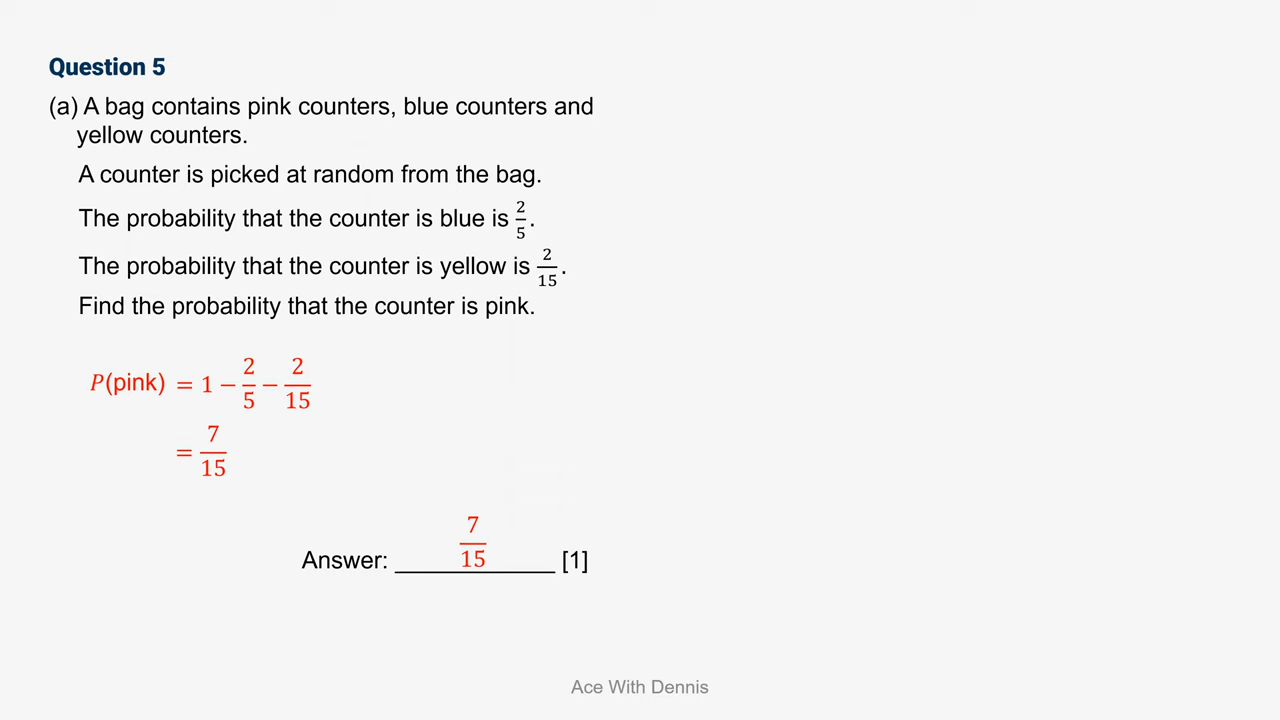 Question 5
(a) A bag contains pink counters, blue counters and
yellow counters.
A counter is picked at random from the bag.
The probability that the counter is blue is 2/5.
The probability that the counter is yellow is 2/15.
Find the probability that the counter is pink.
P(pink) = 1 − 2/5 − 2/15
= 7/15
Answer: 7/15 [1]
Ace With Dennis